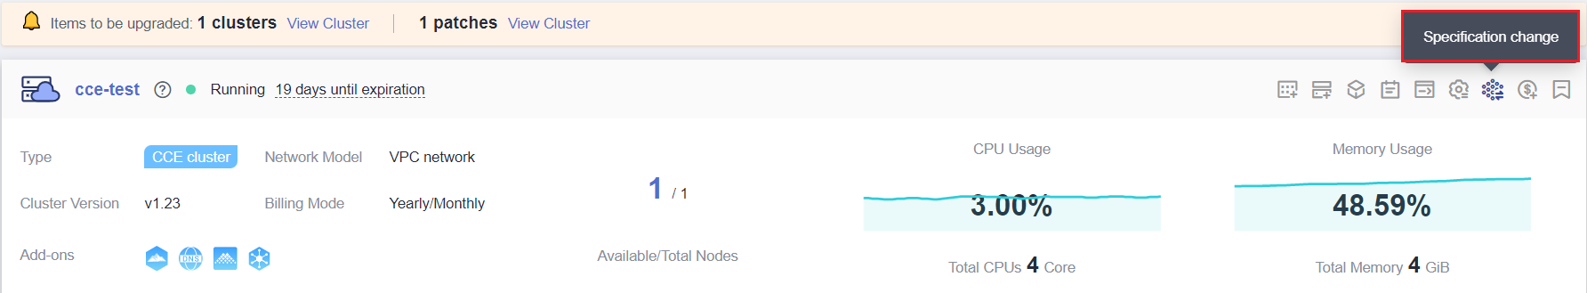 Items to be upgraded: 1 clusters View Cluster 1 patches View Cluster
Specification change
cce-test ? Running 19 days until expiration
Type CCE cluster Network Model VPC network
Cluster Version v1.23 Billing Mode Yearly/Monthly
Add-ons DNS
1 / 1
Available/Total Nodes
CPU Usage
3.00%
Total CPUs 4 Core
Memory Usage
48.59%
Total Memory 4 GiB